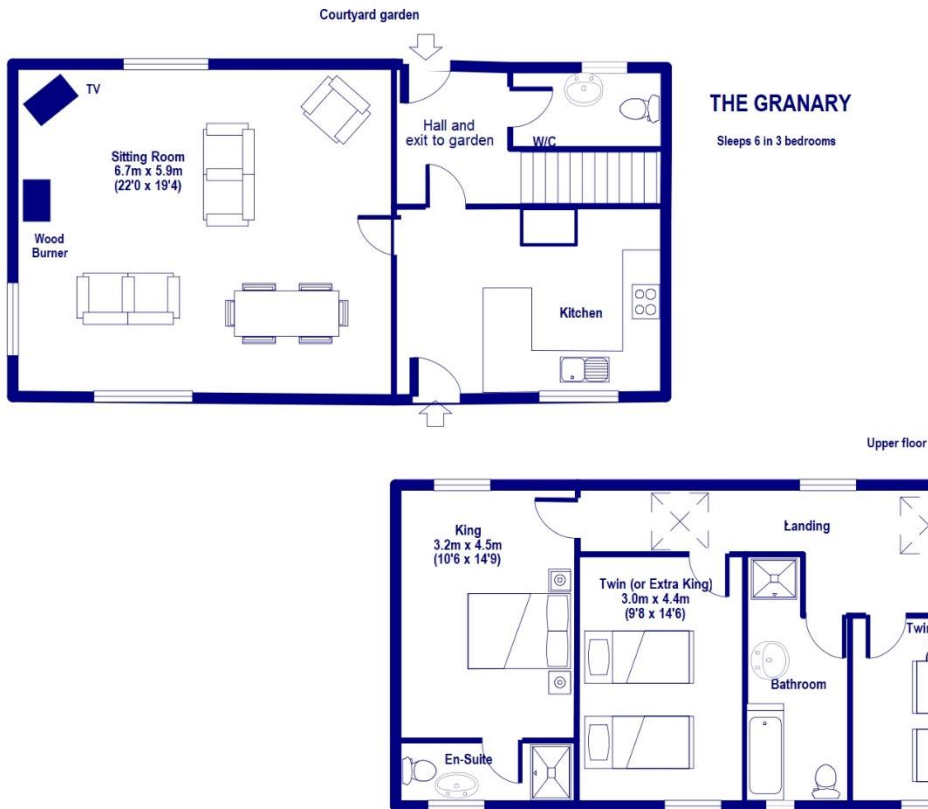 Courtyard garden
THE GRANARY
Sleeps 6 in 3 bedrooms
TV
Sitting Room
6.7m x 5.9m
(22'0 x 19'4)
Wood
Burner
Hall and
exit to garden
W/C
Kitchen
Upper floor
King
3.2m x 4.5m
(10'6 x 14'9)
Landing
Twin (or Extra King)
3.0m x 4.4m
(9'8 x 14'6)
Bathroom
En-Suite